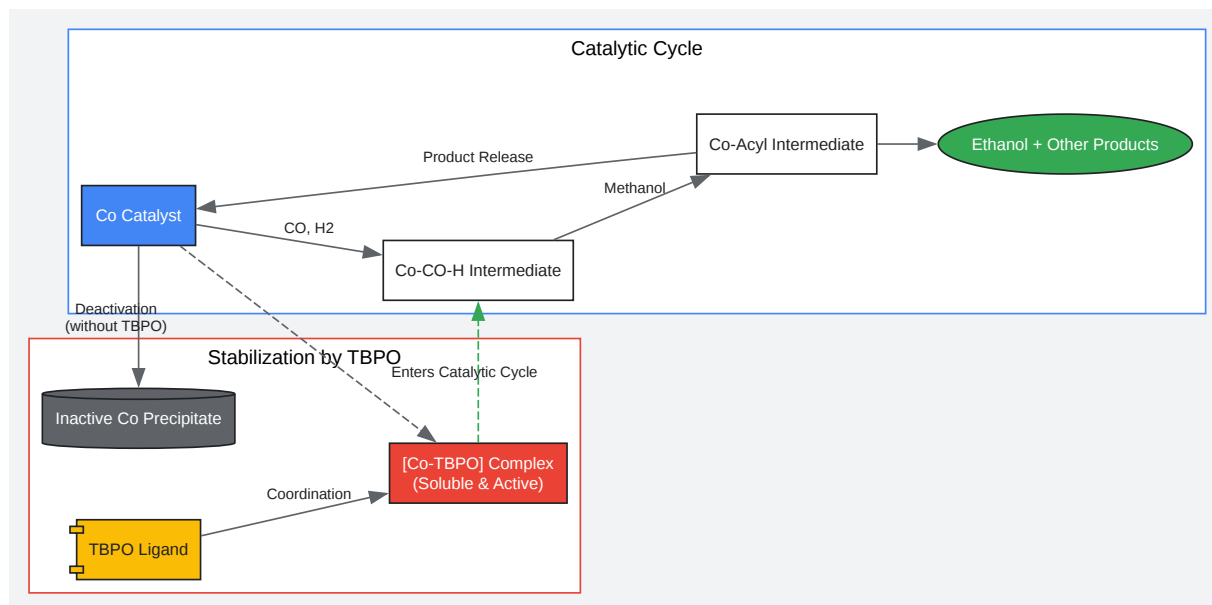 Catalytic Cycle
Co-Acyl Intermediate
Ethanol + Other Products
Product Release
Methanol
Co Catalyst
CO, H2
Co-CO-H Intermediate
Deactivation
(without TBPO)
Stabilization by TBPO
Enters Catalytic Cycle
Inactive Co Precipitate
[Co-TBPO] Complex
(Soluble & Active)
Coordination
TBPO Ligand